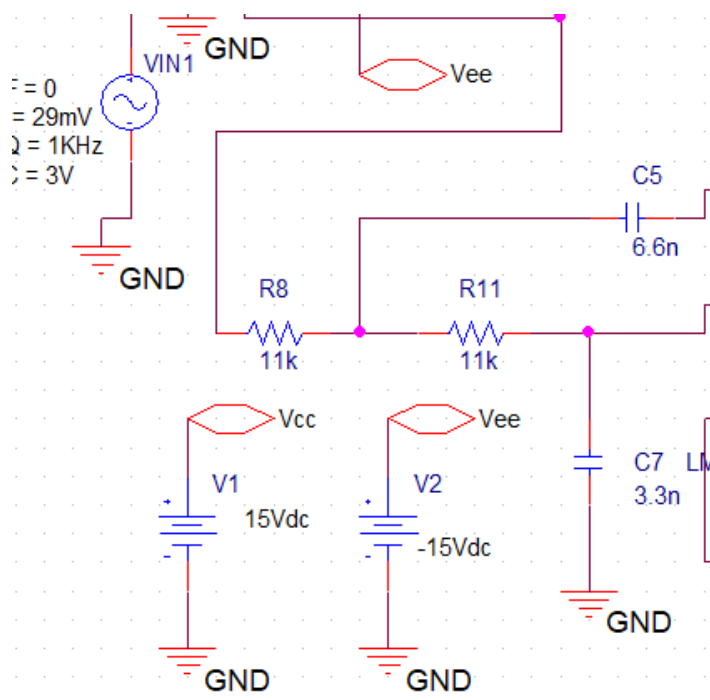 GND
VIN1
F = 0
= 29mV
Q = 1KHz
C = 3V
Vee
GND
C5
6.6n
R8
11k
R11
11k
Vcc
Vee
V1
15Vdc
V2
-15Vdc
C7
3.3n
LM
GND
GND
GND